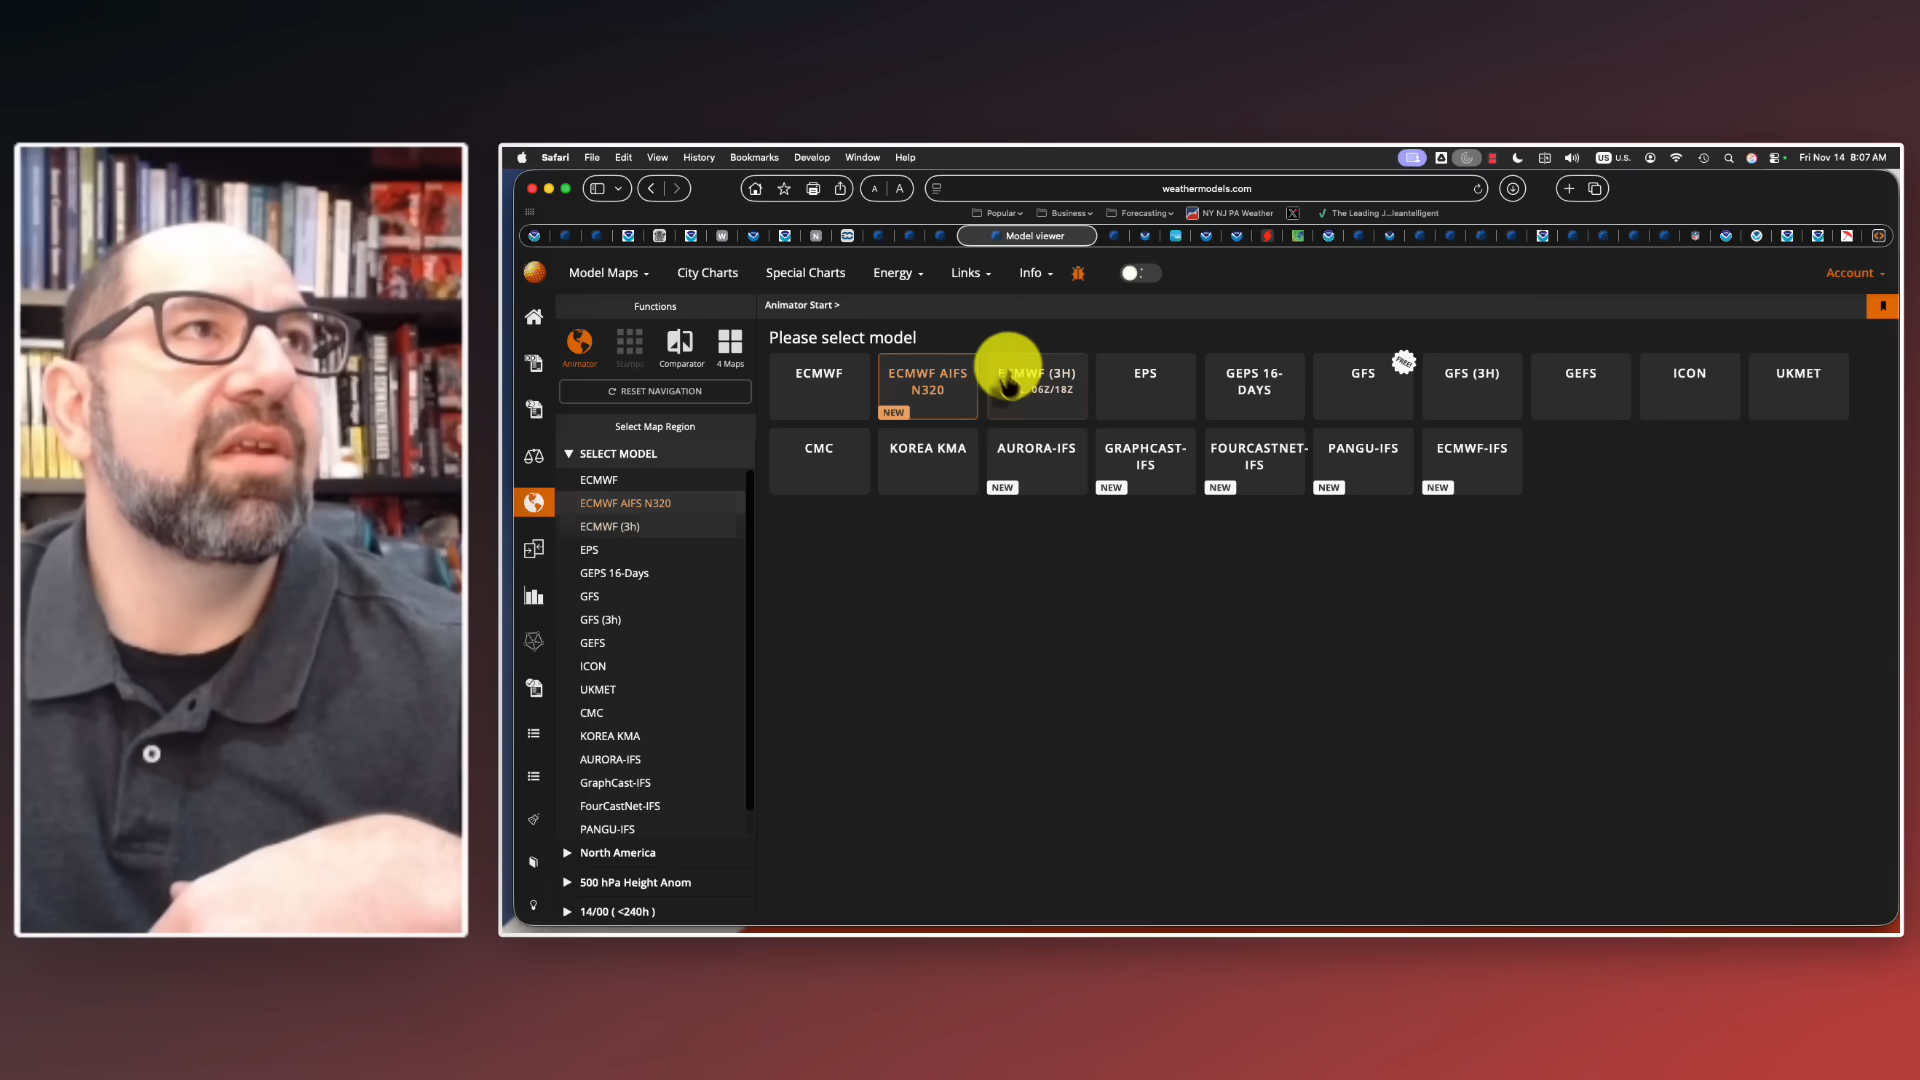 Safari File Edit View History Bookmarks Develop Window Help
US U.S. Fri Nov 14 8:07 AM
A A weathermodels.com
Popular Business Forecasting NY NJ PA Weather The Leading J...leantelligent
Model viewer
Model Maps City Charts Special Charts Energy Links Info Account
Functions
Animator Stamps Comparator 4 Maps
RESET NAVIGATION
Select Map Region
SELECT MODEL
ECMWF
ECMWF AIFS N320
ECMWF (3h)
EPS
GEPS 16-Days
GFS
GFS (3h)
GEFS
ICON
UKMET
CMC
KOREA KMA
AURORA-IFS
GraphCast-IFS
FourCastNet-IFS
PANGU-IFS
North America
500 hPa Height Anom
14/00 ( <240h )
Animator Start >
Please select model
ECMWF
ECMWF AIFS
N320
NEW
ECMWF (3H)
06Z/18Z
EPS
GEPS 16-
DAYS
GFS
FREE!
GFS (3H)
GEFS
ICON
UKMET
CMC
KOREA KMA
AURORA-IFS
NEW
GRAPHCAST-
IFS
NEW
FOURCASTNET-
IFS
NEW
PANGU-IFS
NEW
ECMWF-IFS
NEW